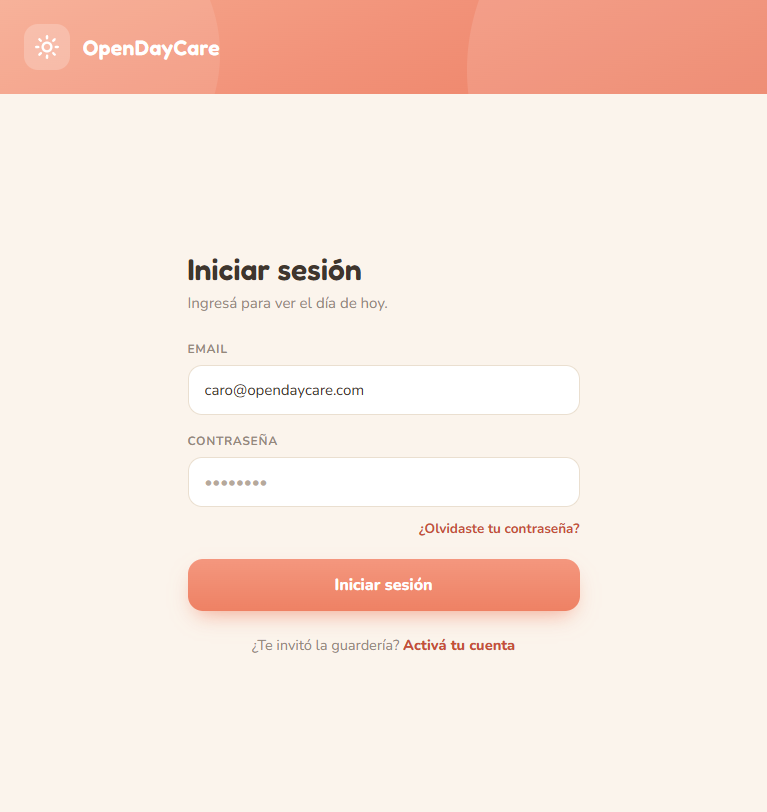 OpenDayCare
Iniciar sesión
Ingresá para ver el día de hoy.
EMAIL
caro@opendaycare.com
CONTRASEÑA
••••••••
¿Olvidaste tu contraseña?
Iniciar sesión
¿Te invitó la guardería? Activá tu cuenta